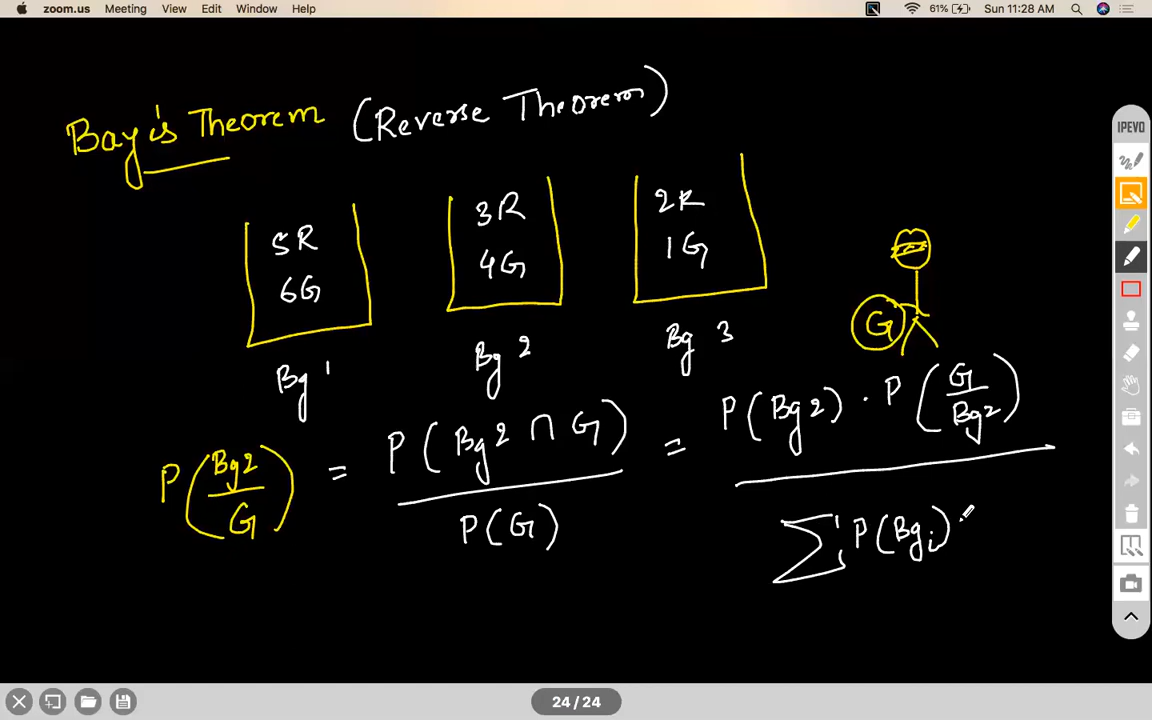 zoom.us Meeting View Edit Window Help 61% Sun 11:28 AM
Bay's Theorem (Reverse Theorem)
IPEVO
5R 3R 2R
6G 4G 1G
G
Bg 1 Bg 2 Bg 3
P(Bg2/G) = P(Bg2 ∩ G)/P(G) = P(Bg2) · P(G/Bg2)/∑ P(Bgi) ·
24 / 24